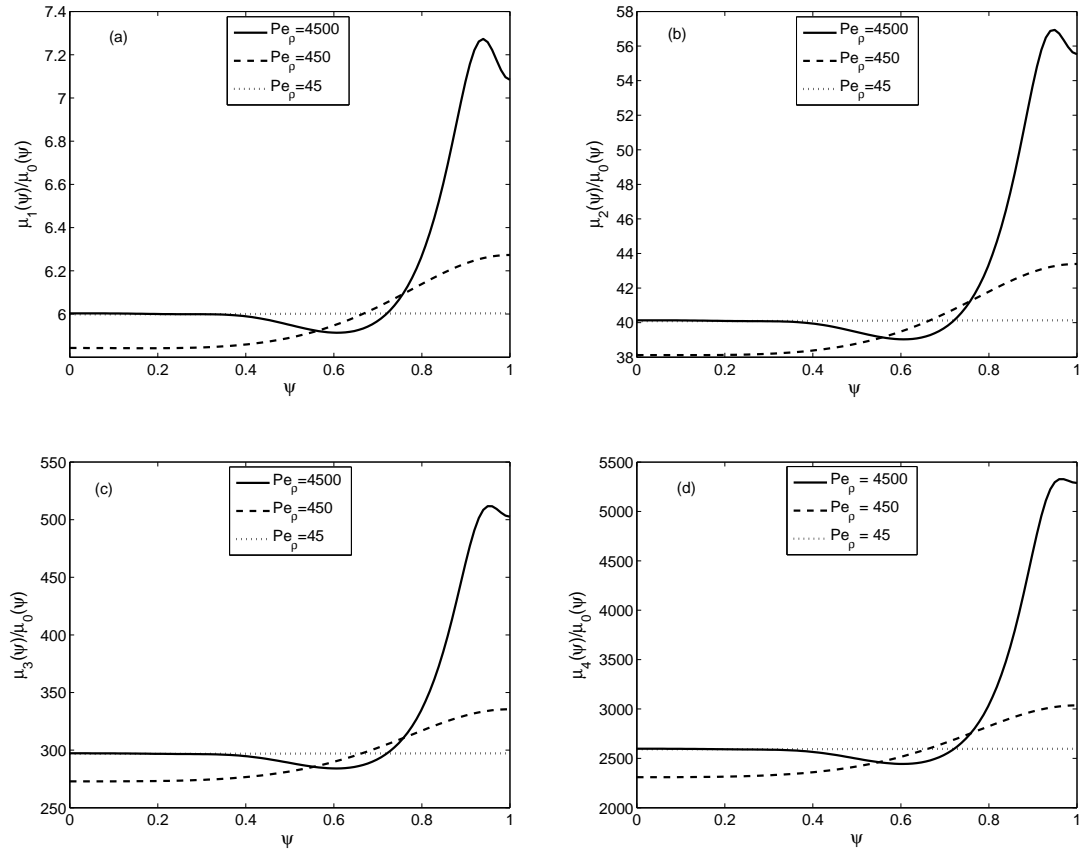 (a)
Pe_ρ=4500
Pe_ρ=450
Pe_ρ=45
7.4
7.2
7
6.8
6.6
6.4
6.2
6
0 0.2 0.4 0.6 0.8 1
ψ
μ_1(ψ)/μ_0(ψ)
(b)
Pe_ρ=4500
Pe_ρ=450
Pe_ρ=45
58
56
54
52
50
48
46
44
42
40
38
0 0.2 0.4 0.6 0.8 1
ψ
μ_2(ψ)/μ_0(ψ)
(c)
Pe_ρ=4500
Pe_ρ=450
Pe_ρ=45
550
500
450
400
350
300
250
0 0.2 0.4 0.6 0.8 1
ψ
μ_3(ψ)/μ_0(ψ)
(d)
Pe_ρ = 4500
Pe_ρ = 450
Pe_ρ = 45
5500
5000
4500
4000
3500
3000
2500
2000
0 0.2 0.4 0.6 0.8 1
ψ
μ_4(ψ)/μ_0(ψ)